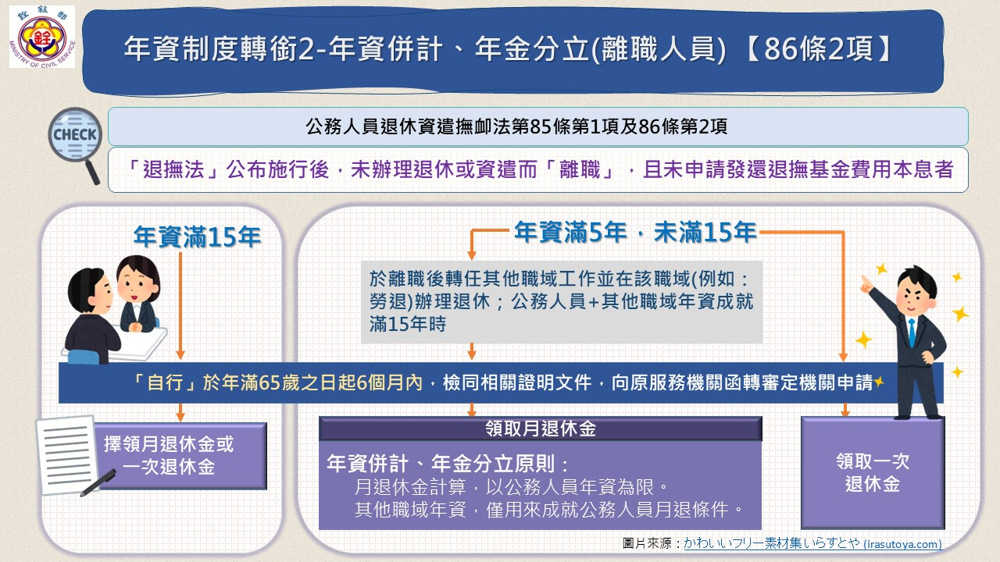 銓敘部
銓
MINISTRY OF CIVIL SERVICE
年資制度轉銜2-年資併計、年金分立(離職人員)【86條2項】
CHECK
公務人員退休資遣撫卹法第85條第1項及86條第2項
「退撫法」公布施行後，未辦理退休或資遣而「離職」，且未申請發還退撫基金費用本息者
年資滿15年
年資滿5年，未滿15年
於離職後轉任其他職域工作並在該職域(例如：
勞退)辦理退休；公務人員+其他職域年資成就
滿15年時
「自行」於年滿65歲之日起6個月內，檢同相關證明文件，向原服務機關函轉審定機關申請
擇領月退休金或
一次退休金
領取月退休金
年資併計、年金分立原則：
月退休金計算，以公務人員年資為限。
其他職域年資，僅用來成就公務人員月退條件。
領取一次
退休金
圖片來源：かわいいフリー素材集いらすとや (irasutoya.com)